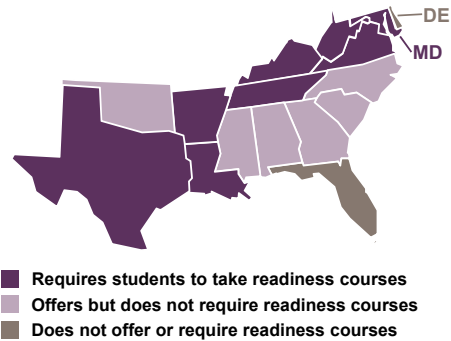 DE
MD
Requires students to take readiness courses
Offers but does not require readiness courses
Does not offer or require readiness courses